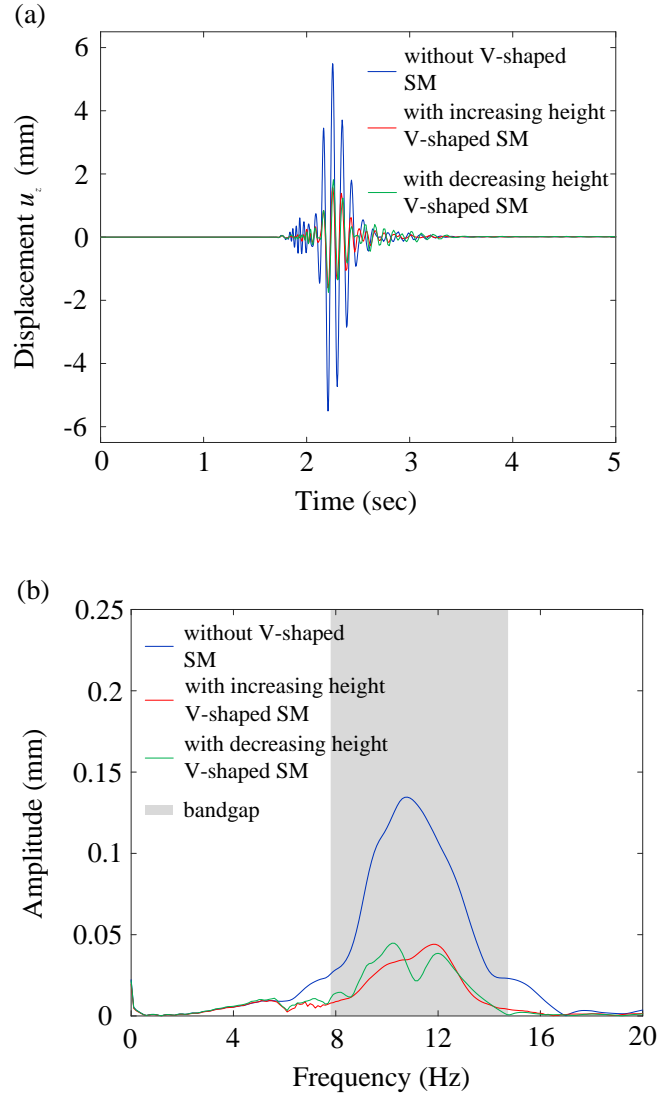 (a)
6
4
2
0
-2
-4
-6
Displacement u_z (mm)
without V-shaped
SM
with increasing height
V-shaped SM
with decreasing height
V-shaped SM
0 1 2 3 4 5
Time (sec)
(b)
0.25
0.2
0.15
0.1
0.05
0
Amplitude (mm)
without V-shaped
SM
with increasing height
V-shaped SM
with decreasing height
V-shaped SM
bandgap
0 4 8 12 16 20
Frequency (Hz)